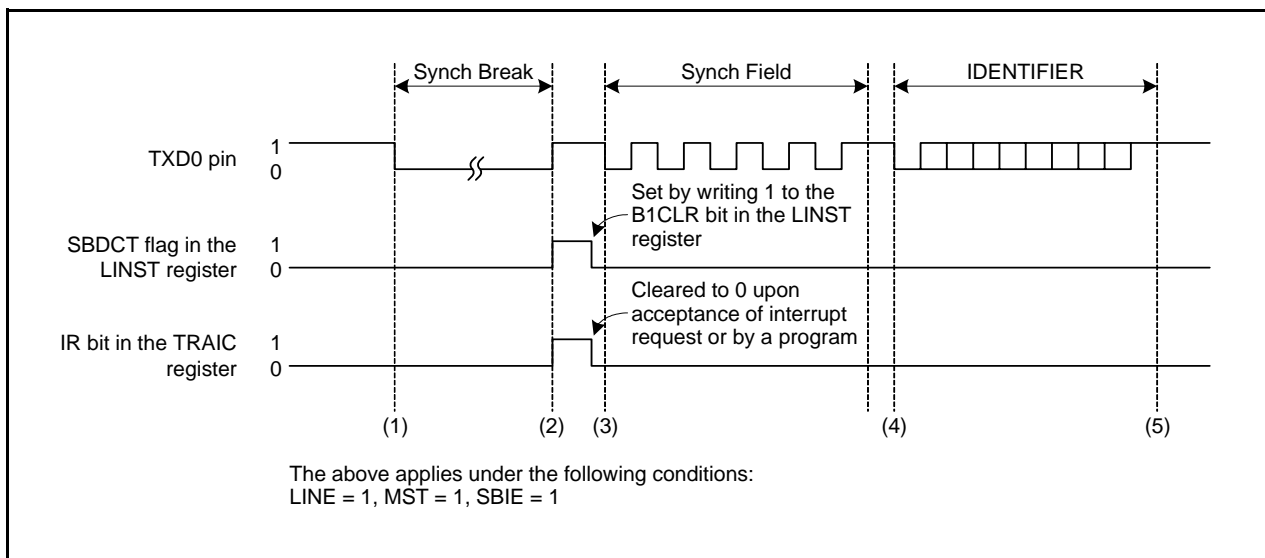 Synch Break
Synch Field
IDENTIFIER
TXD0 pin
1
0
Set by writing 1 to the
B1CLR bit in the LINST
register
SBDCT flag in the
LINST register
1
0
Cleared to 0 upon
acceptance of interrupt
request or by a program
IR bit in the TRAIC
register
1
0
(1)
(2)
(3)
(4)
(5)
The above applies under the following conditions:
LINE = 1, MST = 1, SBIE = 1